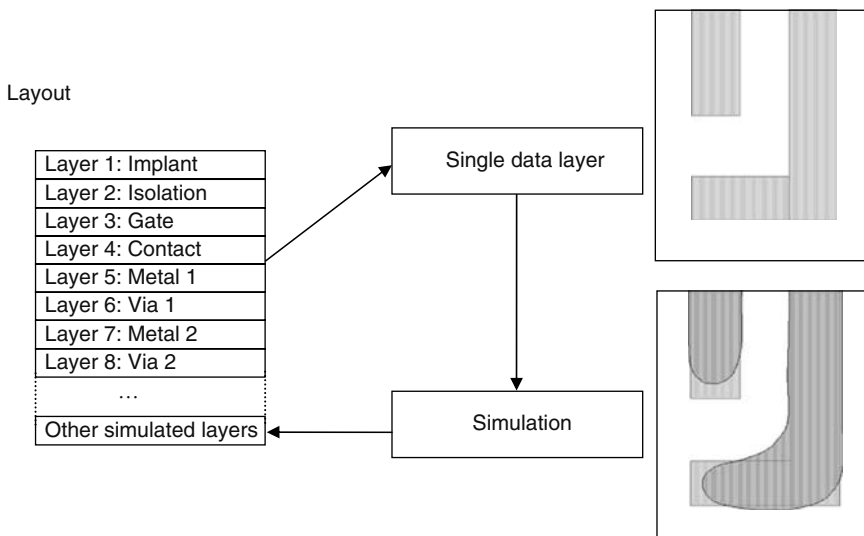 Layout
Layer 1: Implant
Layer 2: Isolation
Layer 3: Gate
Layer 4: Contact
Layer 5: Metal 1
Layer 6: Via 1
Layer 7: Metal 2
Layer 8: Via 2
…
Other simulated layers
Single data layer
Simulation